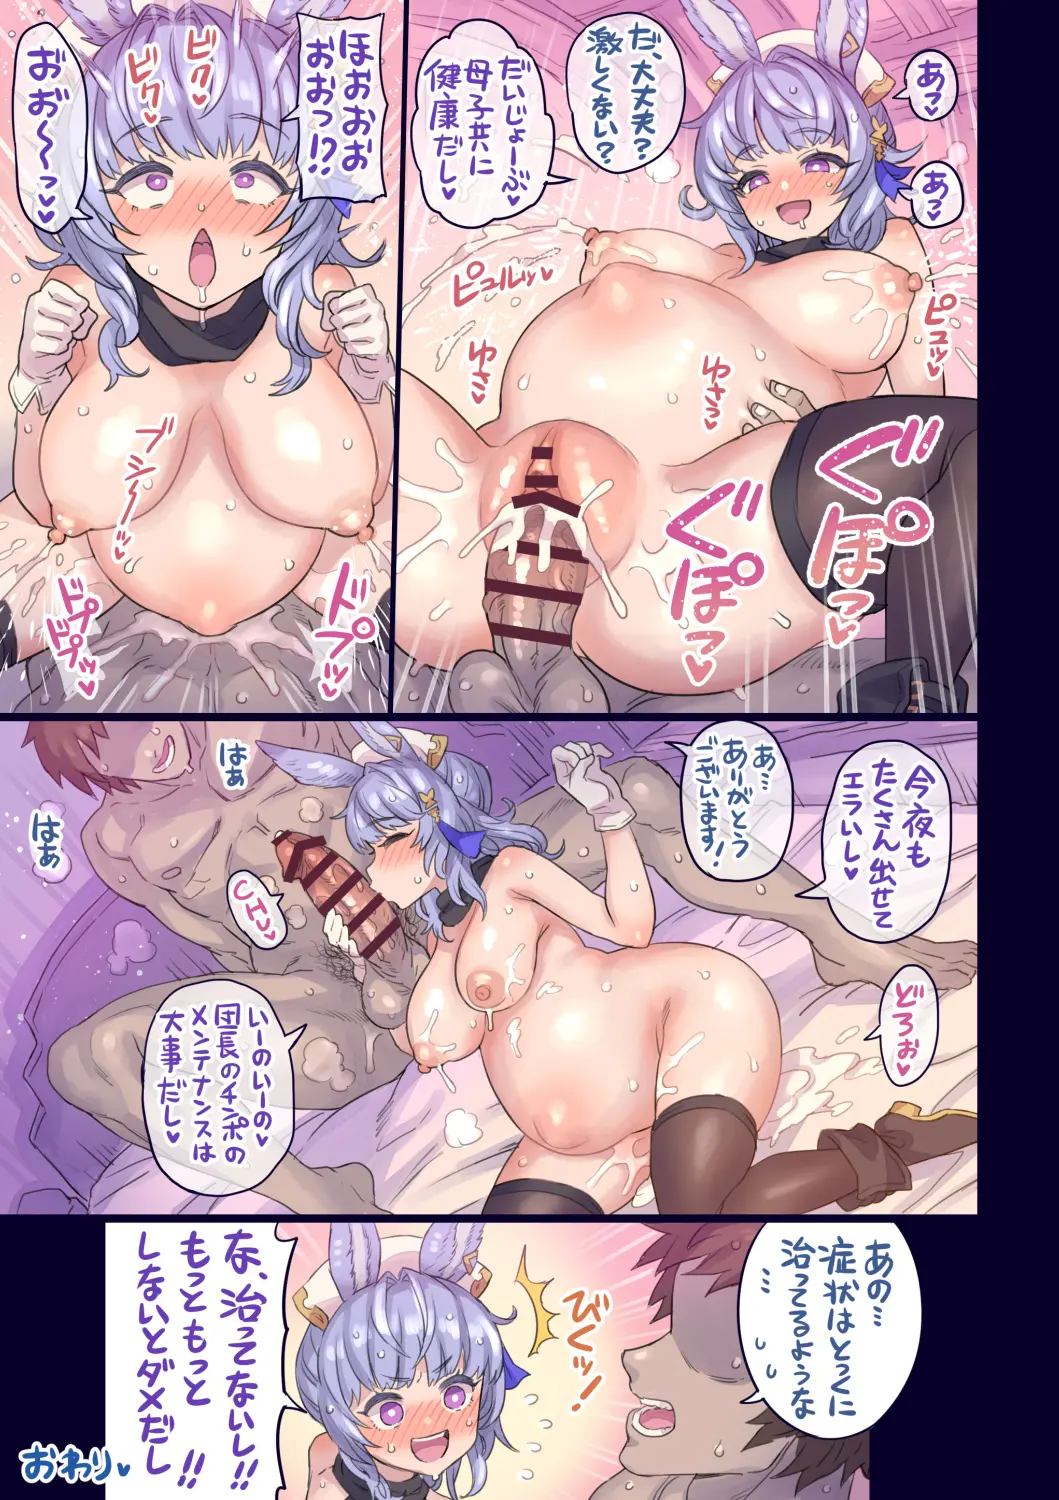 あっ♥
あっ♥
だ、大丈夫?
激しくない?
だいじょーぶ
母子共に
健康だし♥
ピュルルッ♥
ピュッ♥
ゆさっ♥
ゆさっ♥
ぐぽっ♥
ぐぽっ♥
ほおおお
おおっ!?
ビクッ♥
ビク♥
おお〜〜っ♥♥
ブシ〜〜ッ♥
ドプッ♥
ドプドプッ♥
今夜も
たくさん出せて
エラいし♥
あ…
ありがとう
ございます!
どろぉ♥
はぁ
はぁ
CHU♥
いーのいーの♥
団長のチンポの
メンテナンスは
大事だし♥
あの…
症状はとっくに
治ってるような
…
びくッ!
な、治ってないし!!
もっともっと
しないとダメだし!!
おわり♥